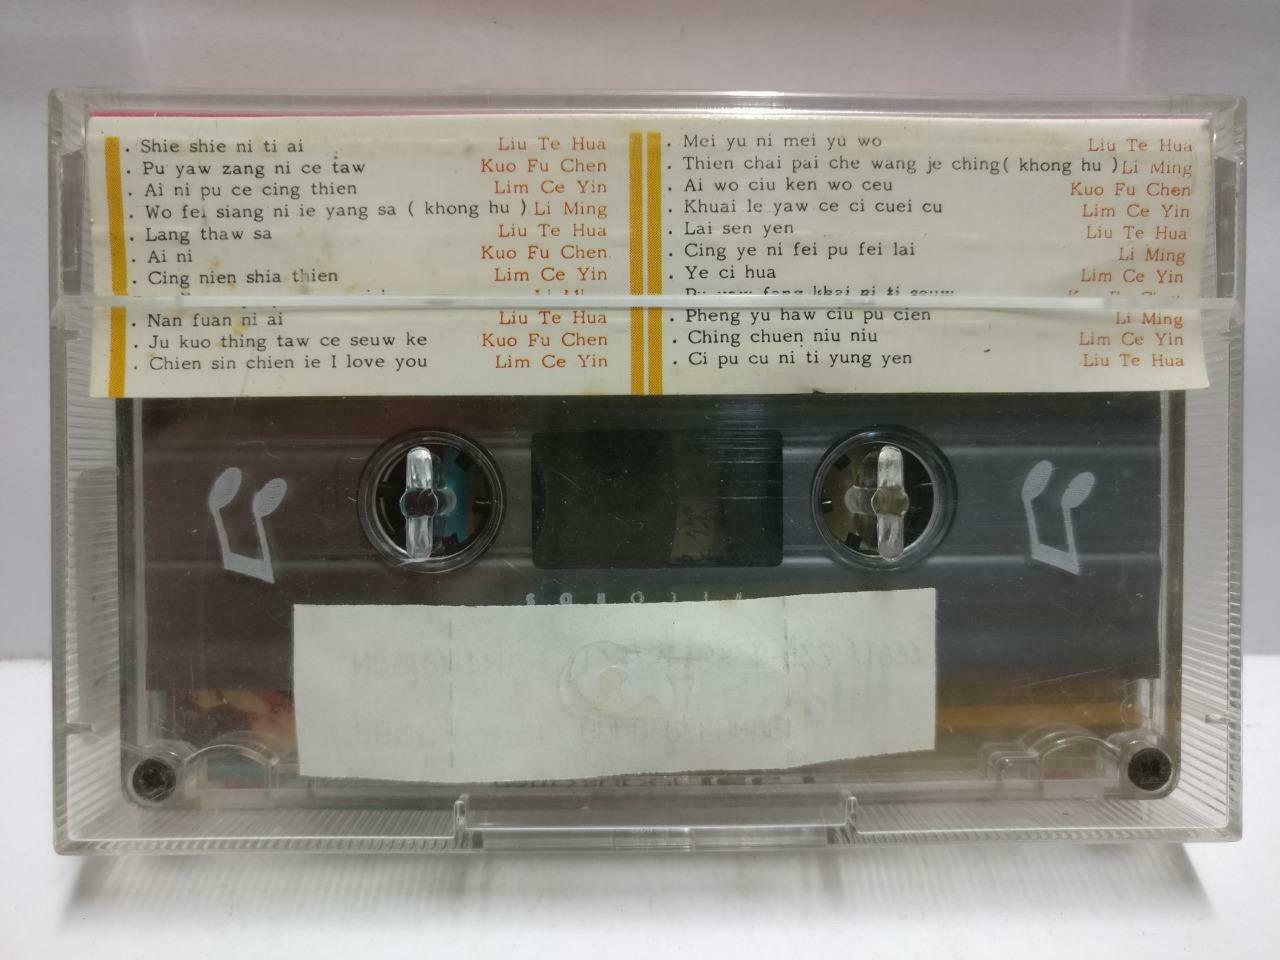 . Shie shie ni ti ai Liu Te Hua
. Pu yaw zang ni ce taw Kuo Fu Chen
. Ai ni pu ce cing thien Lim Ce Yin
. Wo fei siang ni ie yang sa ( khong hu ) Li Ming
. Lang thaw sa Liu Te Hua
. Ai ni Kuo Fu Chen
. Cing nien shia thien Lim Ce Yin
. Nan fuan ni ai Liu Te Hua
. Ju kuo thing taw ce seuw ke Kuo Fu Chen
. Chien sin chien ie I love you Lim Ce Yin
. Mei yu ni mei yu wo Liu Te Hua
. Thien chai pai che wang je ching( khong hu ) Li Ming
. Ai wo ciu ken wo ceu Kuo Fu Chen
. Khuai le yaw ce ci cuei cu Lim Ce Yin
. Lai sen yen Liu Te Hua
. Cing ye ni fei pu fei lai Li Ming
. Ye ci hua Lim Ce Yin
. Pheng yu haw ciu pu cien Li Ming
. Ching chuen niu niu Lim Ce Yin
. Ci pu cu ni ti yung yen Liu Te Hua